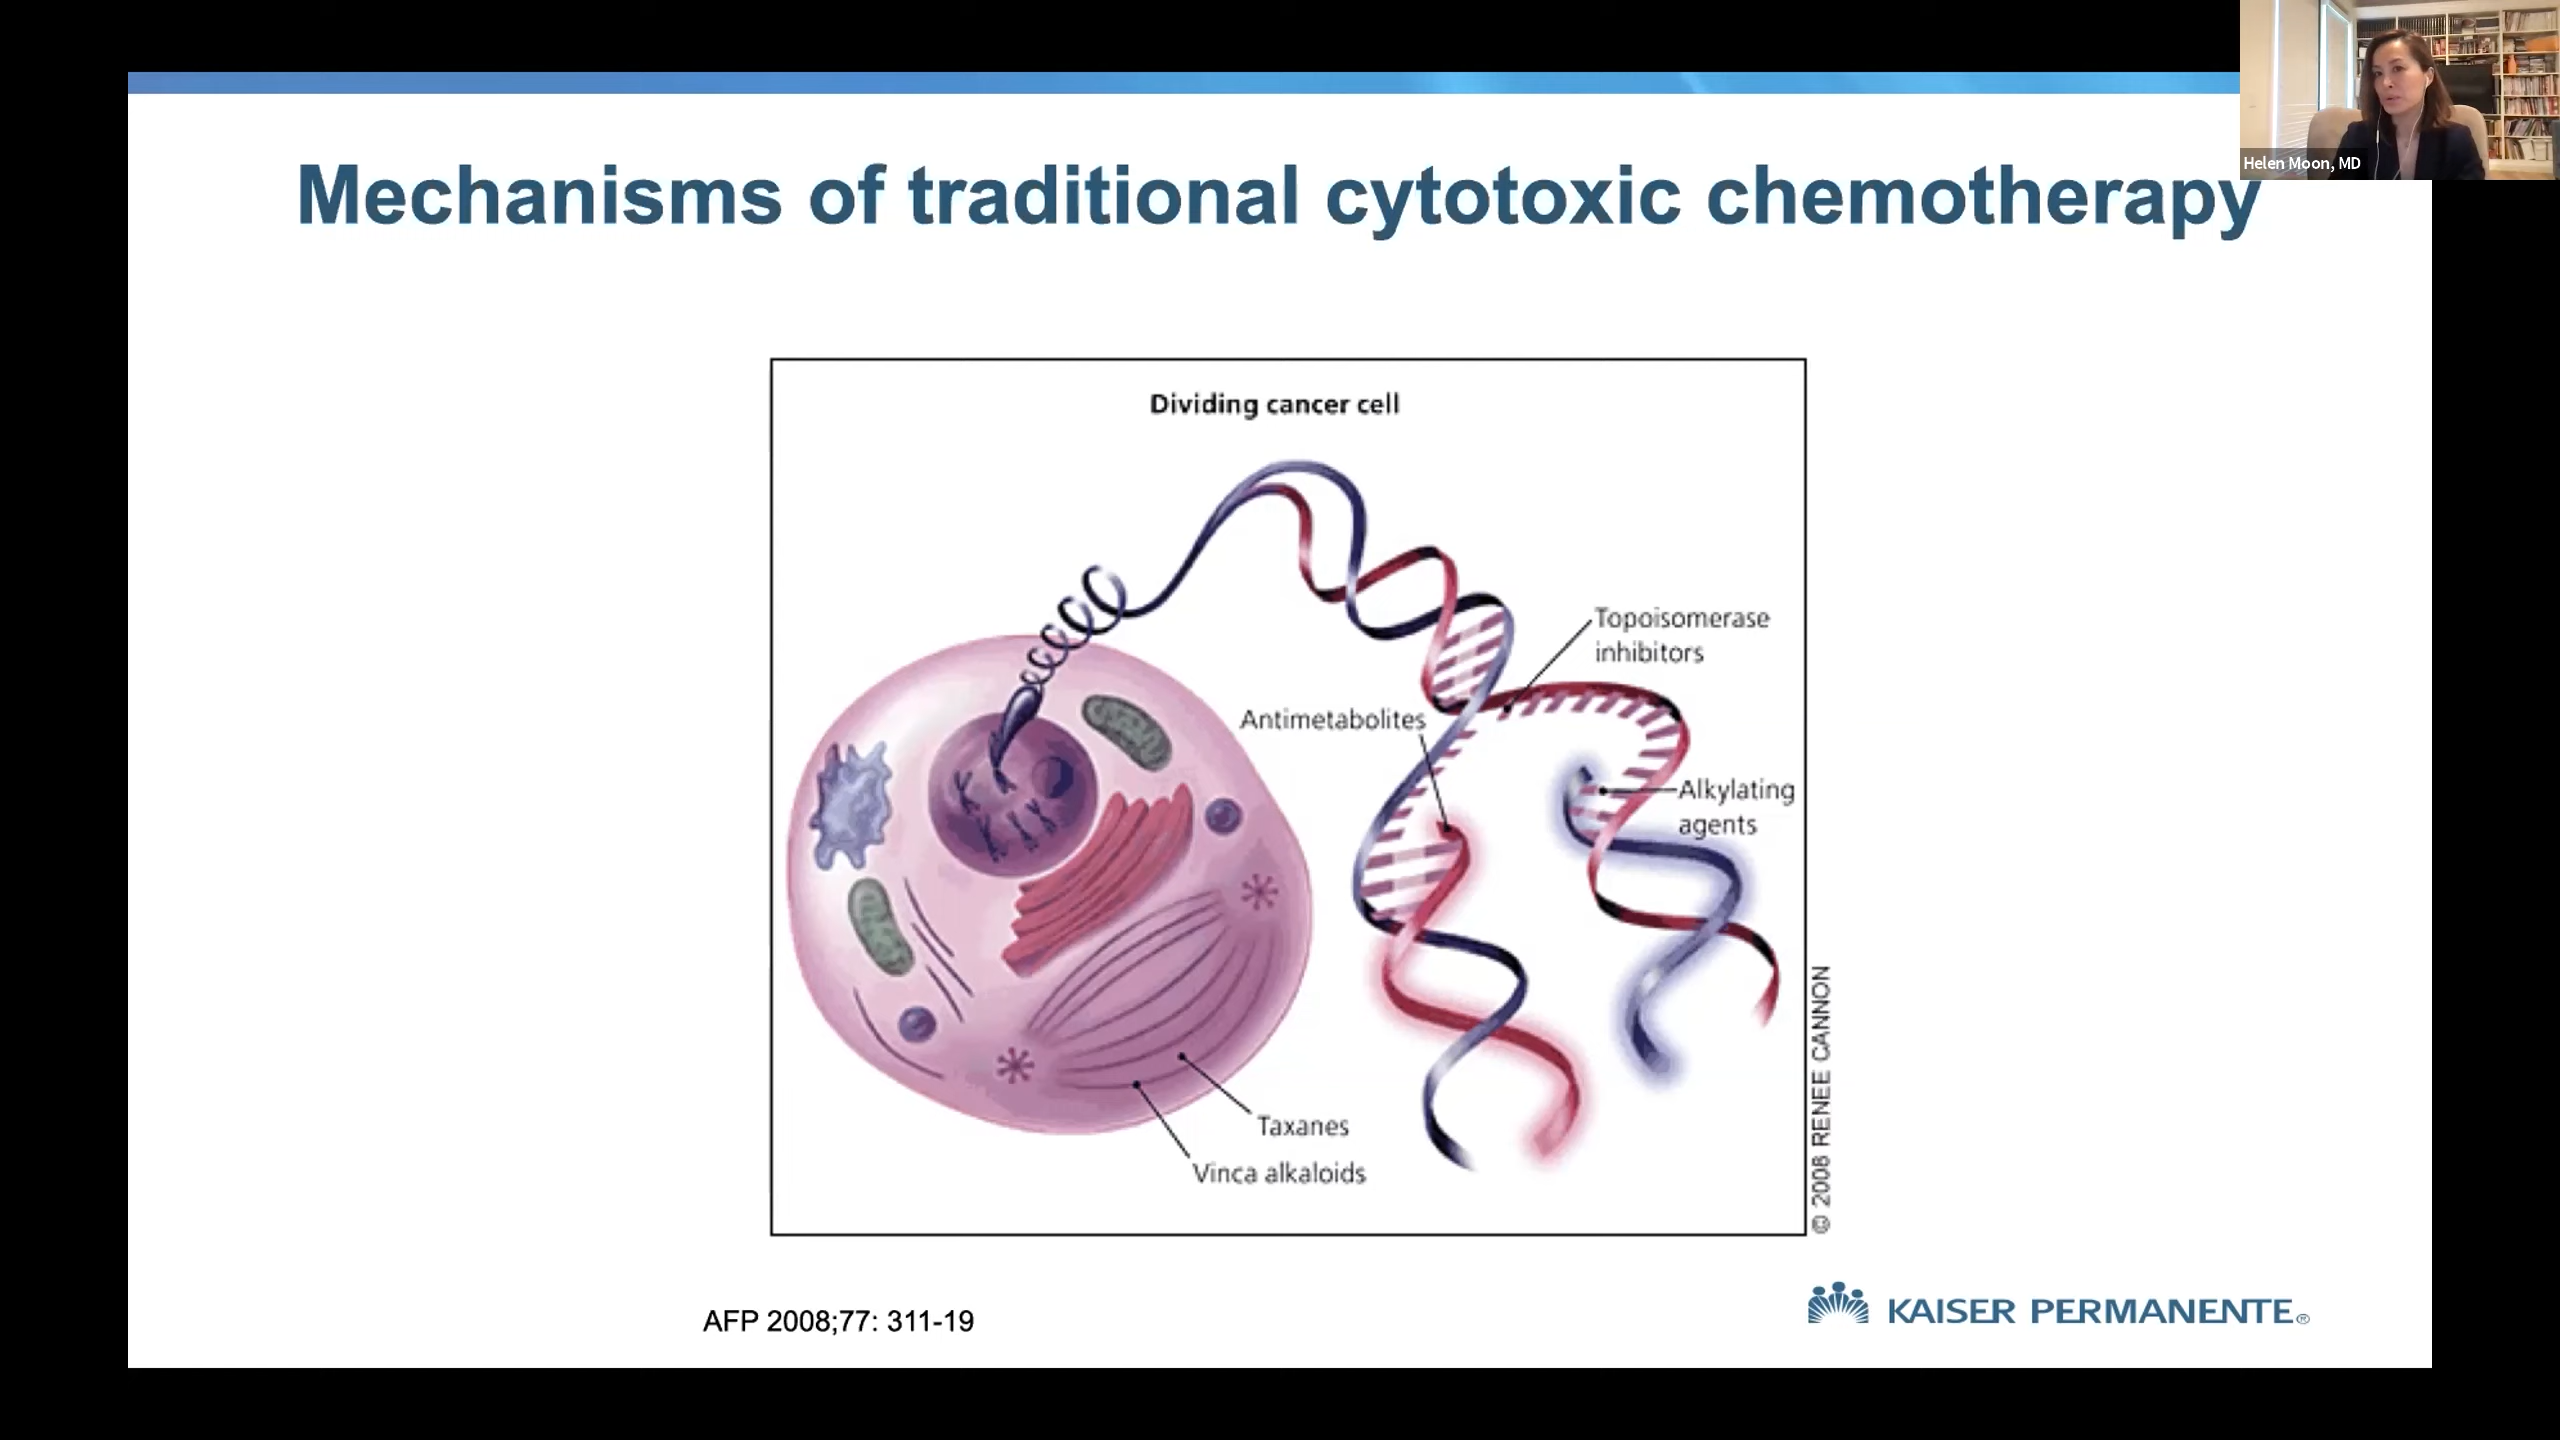 Helen Moon, MD
Mechanisms of traditional cytotoxic chemotherapy
Dividing cancer cell
Topoisomerase
inhibitors
Antimetabolites
Alkylating
agents
Taxanes
Vinca alkaloids
© 2008 RENEE CANNON
AFP 2008;77: 311-19
KAISER PERMANENTE®